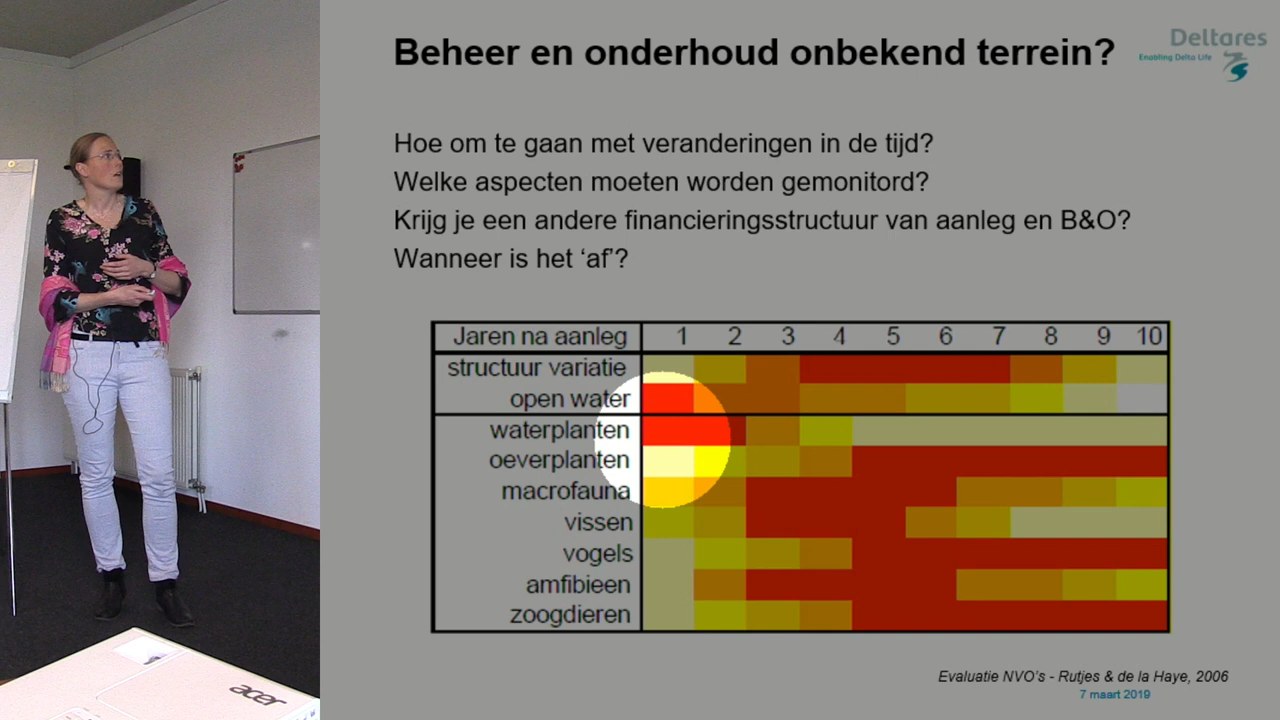 Beheer en onderhoud onbekend terrein?
Deltares
Enabling Delta Life
Hoe om te gaan met veranderingen in de tijd?
Welke aspecten moeten worden gemonitord?
Krijg je een andere financieringsstructuur van aanleg en B&O?
Wanneer is het ‘af’?
Jaren na aanleg 1 2 3 4 5 6 7 8 9 10
structuur variatie
open water
waterplanten
oeverplanten
macrofauna
vissen
vogels
amfibieen
zoogdieren
Evaluatie NVO's - Rutjes & de la Haye, 2006
7 maart 2019
acer